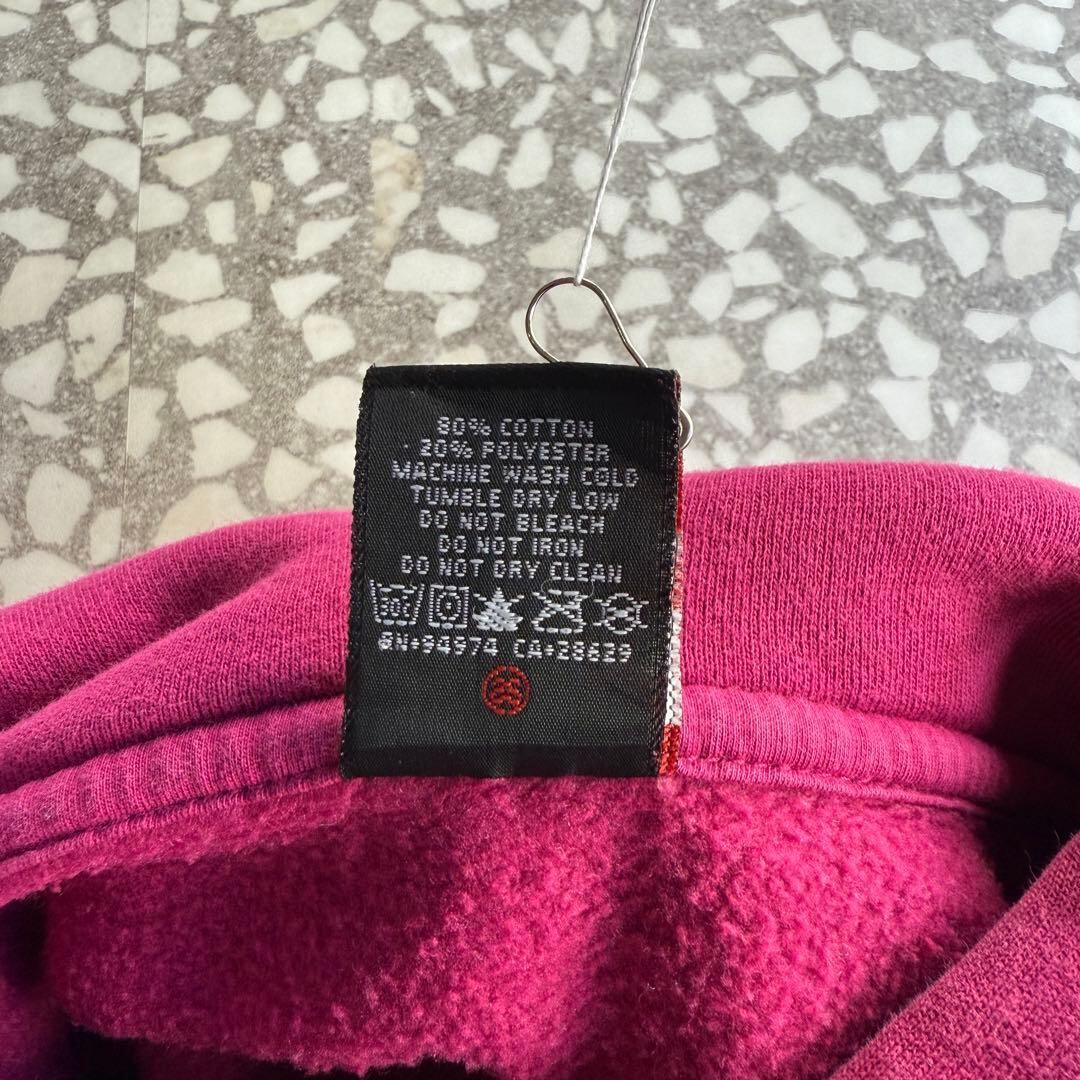 80% COTTON
20% POLYESTER
MACHINE WASH COLD
TUMBLE DRY LOW
DO NOT BLEACH
DO NOT IRON
DO NOT DRY CLEAN
RN•94974 CA•28629